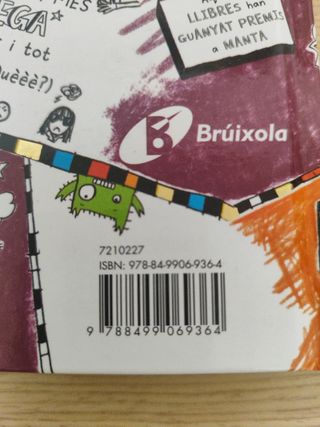 EGA*
i tot
uèèè?)
LLIBRES han
GUANYAT PREMIS
a MANTA
Brúixola
7210227
ISBN: 978-84-9906-936-4
9 788499 069364